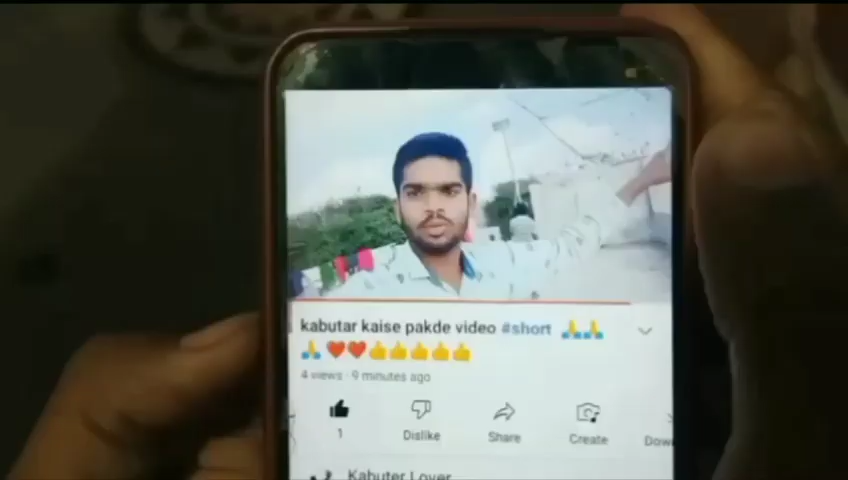 kabutar kaise pakde video #short 🙏🙏
🙏❤️❤️👍👍👍👍👍
4 views · 9 minutes ago
1
Dislike
Share
Create
Kabuter Lover